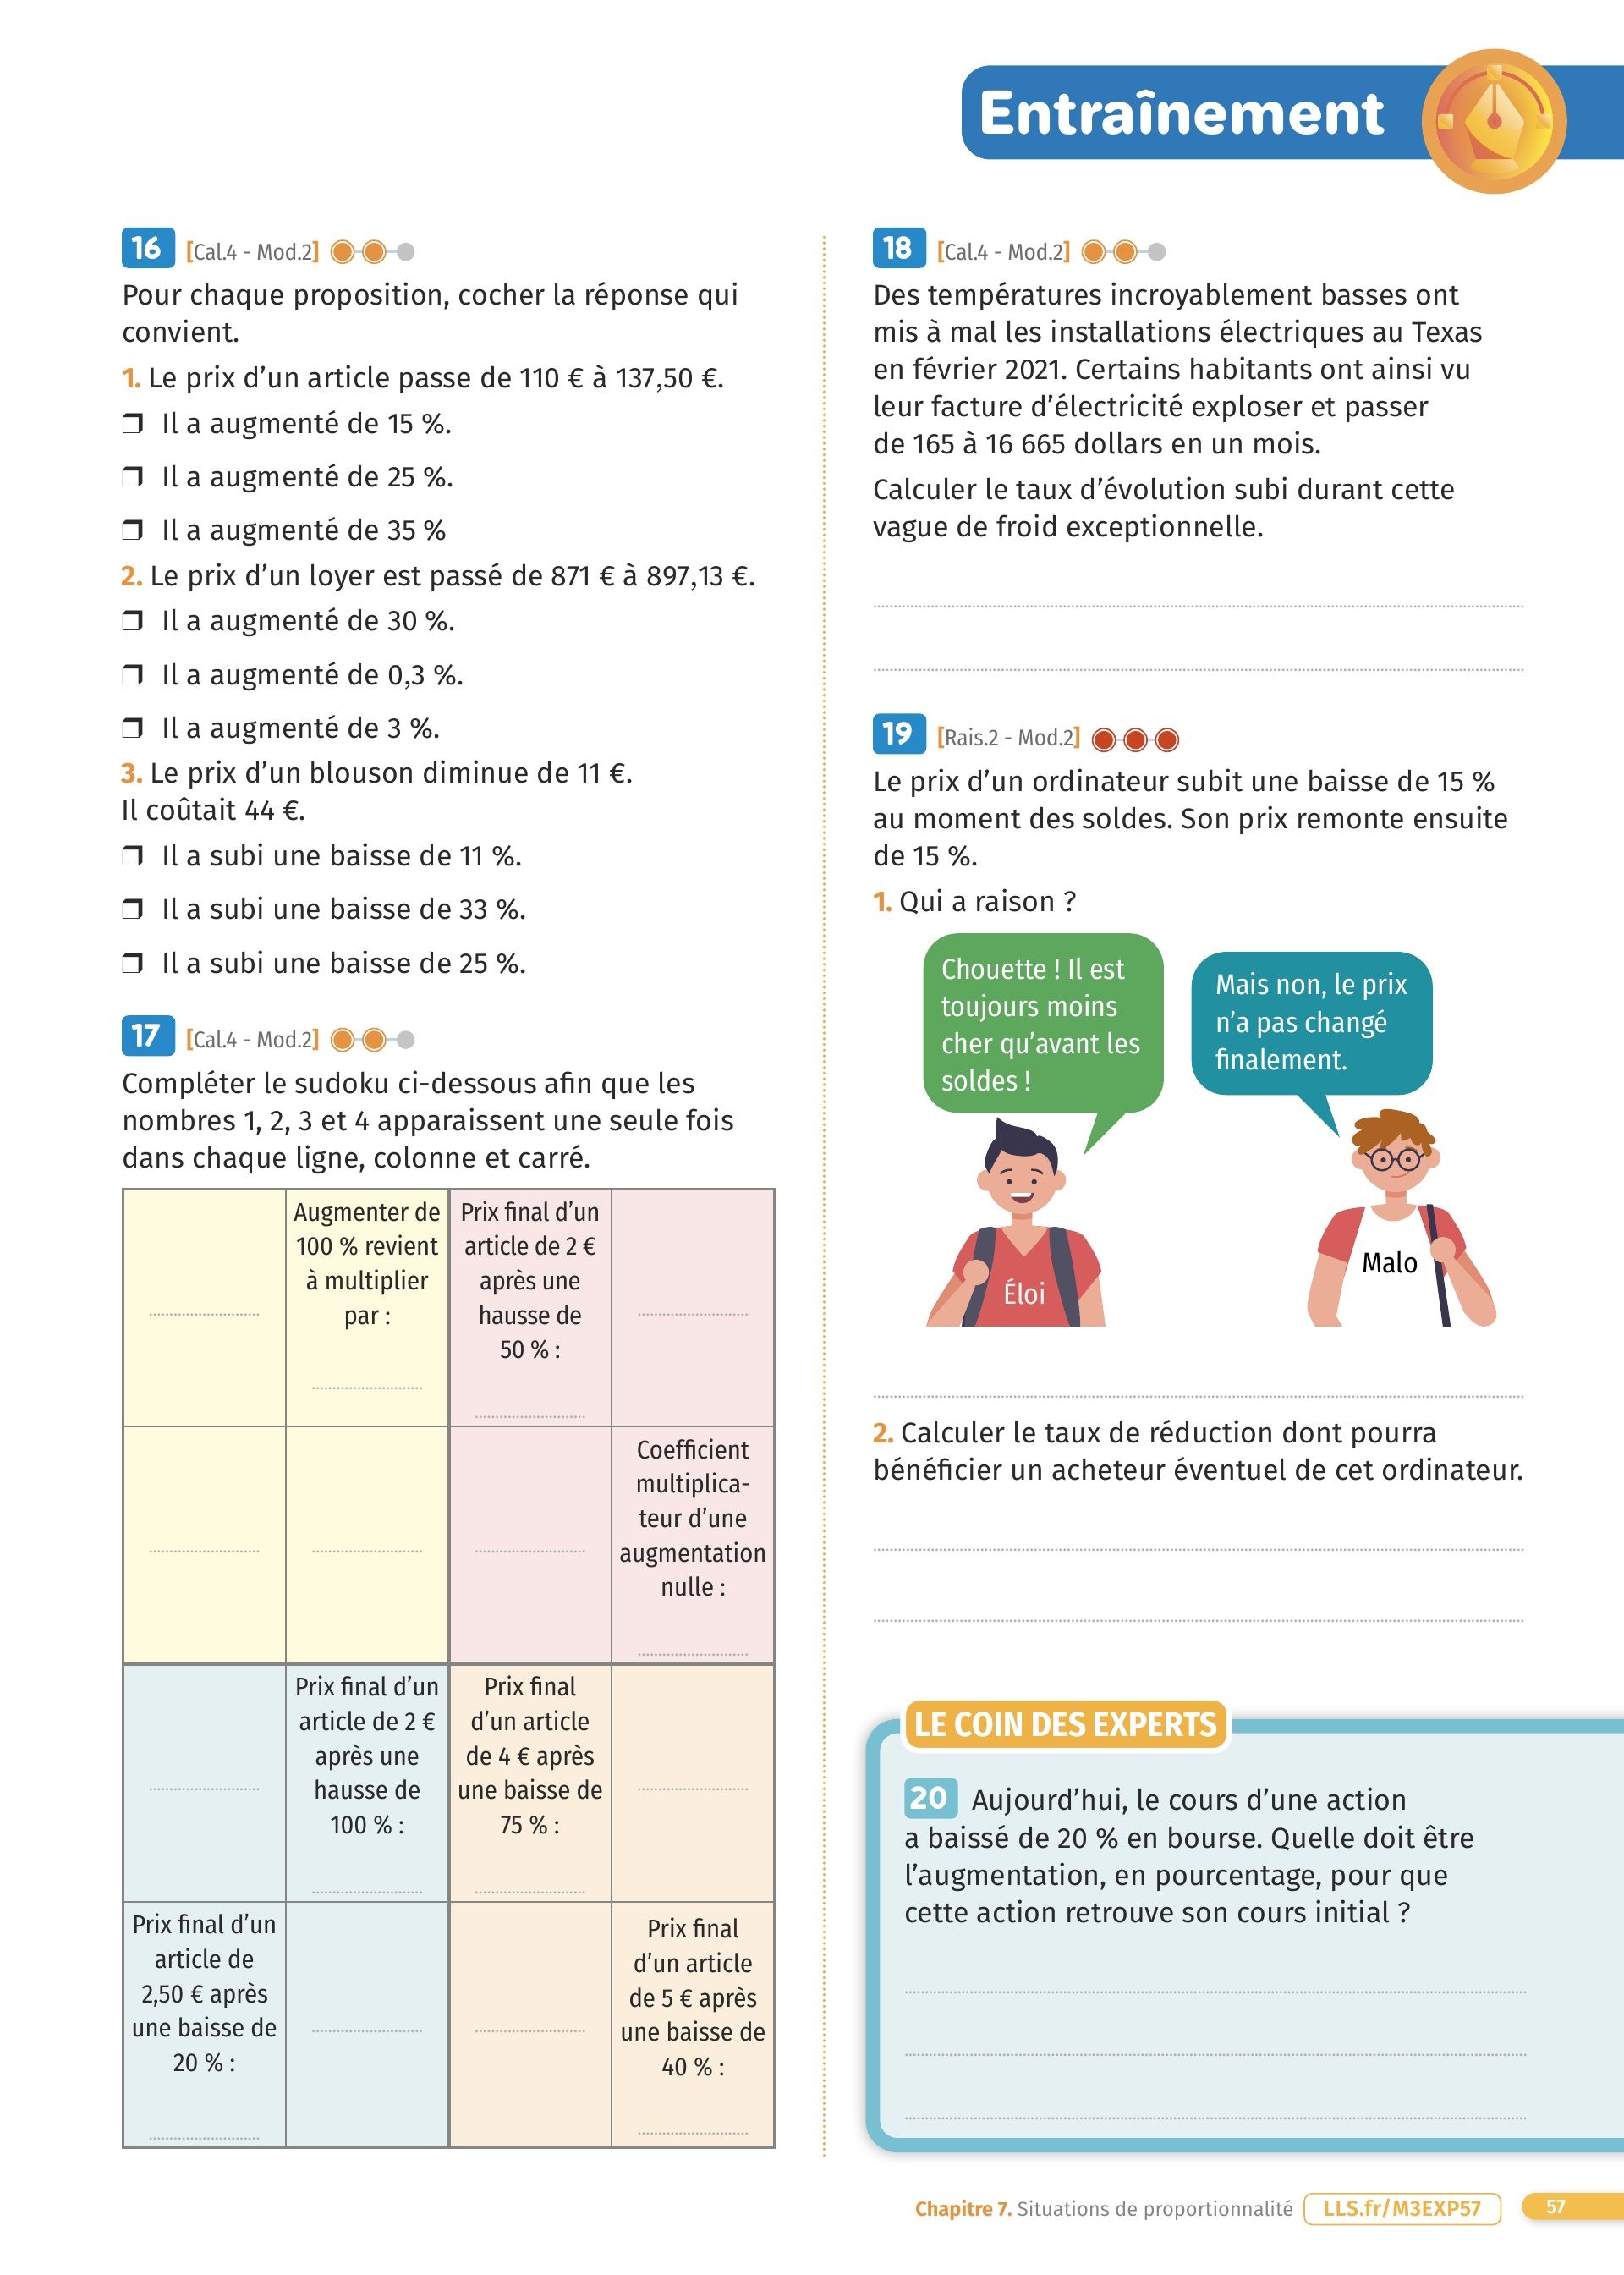 Entraînement
16 [Cal.4 - Mod.2]
Pour chaque proposition, cocher la réponse qui
convient.
1. Le prix d’un article passe de 110 € à 137,50 €.
❒ Il a augmenté de 15 %.
❒ Il a augmenté de 25 %.
❒ Il a augmenté de 35 %
2. Le prix d’un loyer est passé de 871 € à 897,13 €.
❒ Il a augmenté de 30 %.
❒ Il a augmenté de 0,3 %.
❒ Il a augmenté de 3 %.
3. Le prix d’un blouson diminue de 11 €.
Il coûtait 44 €.
❒ Il a subi une baisse de 11 %.
❒ Il a subi une baisse de 33 %.
❒ Il a subi une baisse de 25 %.
17 [Cal.4 - Mod.2]
Compléter le sudoku ci-dessous afin que les
nombres 1, 2, 3 et 4 apparaissent une seule fois
dans chaque ligne, colonne et carré.
Augmenter de
100 % revient
à multiplier
par :
Prix final d’un
article de 2 €
après une
hausse de
50 % :
Coefficient
multiplica-
teur d’une
augmentation
nulle :
Prix final d’un
article de 2 €
après une
hausse de
100 % :
Prix final
d’un article
de 4 € après
une baisse de
75 % :
Prix final d’un
article de
2,50 € après
une baisse de
20 % :
Prix final
d’un article
de 5 € après
une baisse de
40 % :
18 [Cal.4 - Mod.2]
Des températures incroyablement basses ont
mis à mal les installations électriques au Texas
en février 2021. Certains habitants ont ainsi vu
leur facture d’électricité exploser et passer
de 165 à 16 665 dollars en un mois.
Calculer le taux d’évolution subi durant cette
vague de froid exceptionnelle.
19 [Rais.2 - Mod.2]
Le prix d’un ordinateur subit une baisse de 15 %
au moment des soldes. Son prix remonte ensuite
de 15 %.
1. Qui a raison ?
Chouette ! Il est
toujours moins
cher qu’avant les
soldes !
Mais non, le prix
n’a pas changé
finalement.
Éloi
Malo
2. Calculer le taux de réduction dont pourra
bénéficier un acheteur éventuel de cet ordinateur.
LE COIN DES EXPERTS
20 Aujourd’hui, le cours d’une action
a baissé de 20 % en bourse. Quelle doit être
l’augmentation, en pourcentage, pour que
cette action retrouve son cours initial ?
Chapitre 7. Situations de proportionnalité LLS.fr/M3EXP57 57